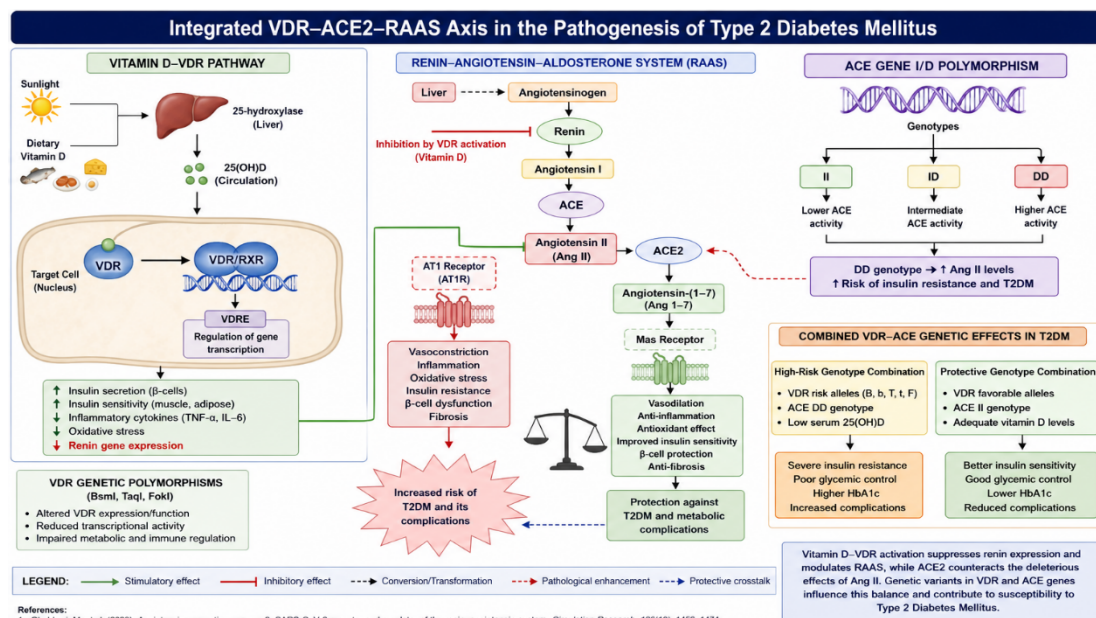 Integrated VDR–ACE2–RAAS Axis in the Pathogenesis of Type 2 Diabetes Mellitus
VITAMIN D–VDR PATHWAY
Sunlight
Dietary
Vitamin D
25-hydroxylase
(Liver)
25(OH)D
(Circulation)
VDR
VDR/RXR
Target Cell
(Nucleus)
VDRE
Regulation of gene
transcription
↑ Insulin secretion (β-cells)
↑ Insulin sensitivity (muscle, adipose)
↓ Inflammatory cytokines (TNF-α, IL-6)
↓ Oxidative stress
↓ Renin gene expression
VDR GENETIC POLYMORPHISMS
(BsmI, TaqI, FokI)
• Altered VDR expression/function
• Reduced transcriptional activity
• Impaired metabolic and immune regulation
RENIN–ANGIOTENSIN–ALDOSTERONE SYSTEM (RAAS)
Liver
Angiotensinogen
Renin
Inhibition by VDR activation
(Vitamin D)
Angiotensin I
ACE
Angiotensin II
(Ang II)
ACE2
AT1 Receptor
(AT1R)
Angiotensin-(1–7)
(Ang 1–7)
Mas Receptor
Vasoconstriction
Inflammation
Oxidative stress
Insulin resistance
β-cell dysfunction
Fibrosis
Vasodilation
Anti-inflammation
Antioxidant effect
Improved insulin sensitivity
β-cell protection
Anti-fibrosis
Increased risk of
T2DM and its
complications
Protection against
T2DM and metabolic
complications
ACE GENE I/D POLYMORPHISM
Genotypes
II
ID
DD
Lower ACE
activity
Intermediate
ACE activity
Higher ACE
activity
DD genotype → ↑ Ang II levels
↑ Risk of insulin resistance and T2DM
COMBINED VDR–ACE GENETIC EFFECTS IN T2DM
High-Risk Genotype Combination
• VDR risk alleles (B, b, T, t, F)
• ACE DD genotype
• Low serum 25(OH)D
Severe insulin resistance
Poor glycemic control
Higher HbA1c
Increased complications
Protective Genotype Combination
• VDR favorable alleles
• ACE II genotype
• Adequate vitamin D levels
Better insulin sensitivity
Good glycemic control
Lower HbA1c
Reduced complications
Vitamin D–VDR activation suppresses renin expression and
modulates RAAS, while ACE2 counteracts the deleterious
effects of Ang II. Genetic variants in VDR and ACE genes
influence this balance and contribute to susceptibility to
Type 2 Diabetes Mellitus.
LEGEND: Stimulatory effect Inhibitory effect Conversion/Transformation Pathological enhancement Protective crosstalk
References: